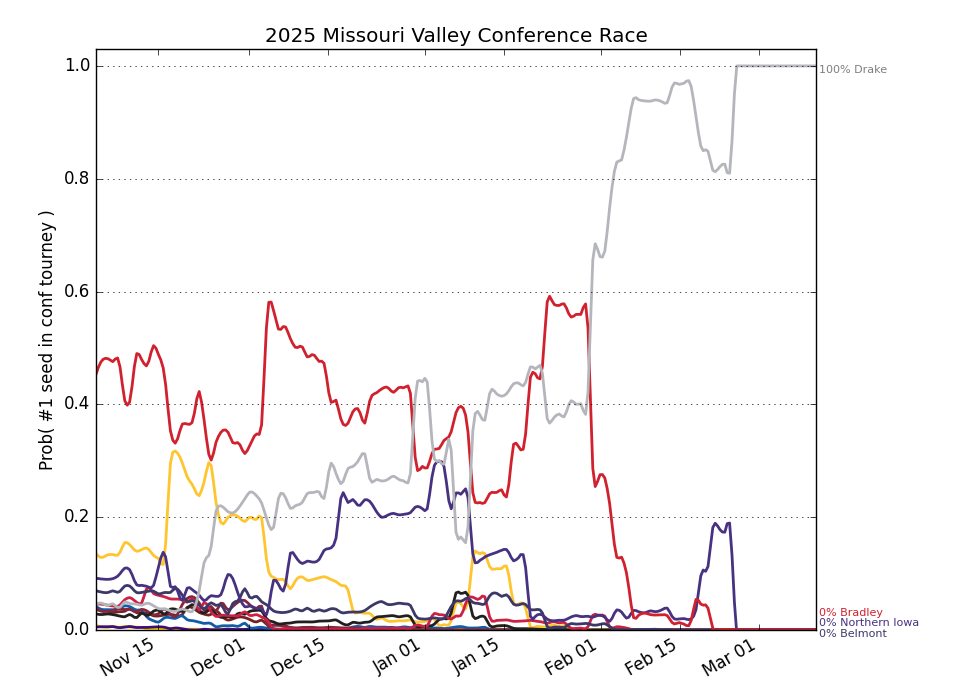 2025 Missouri Valley Conference Race
Prob( #1 seed in conf tourney )
1.0
0.8
0.6
0.4
0.2
0.0
Nov 15
Dec 01
Dec 15
Jan 01
Jan 15
Feb 01
Feb 15
Mar 01
100% Drake
0% Bradley
0% Northern Iowa
0% Belmont